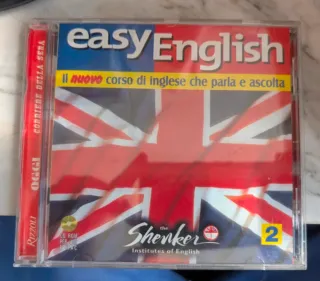 easy English
Il nuovo corso di inglese che parla e ascolta
the
Shenker
Institutes of English
2
Rizzoli
OGGI
CORRIERE DELLA SERA